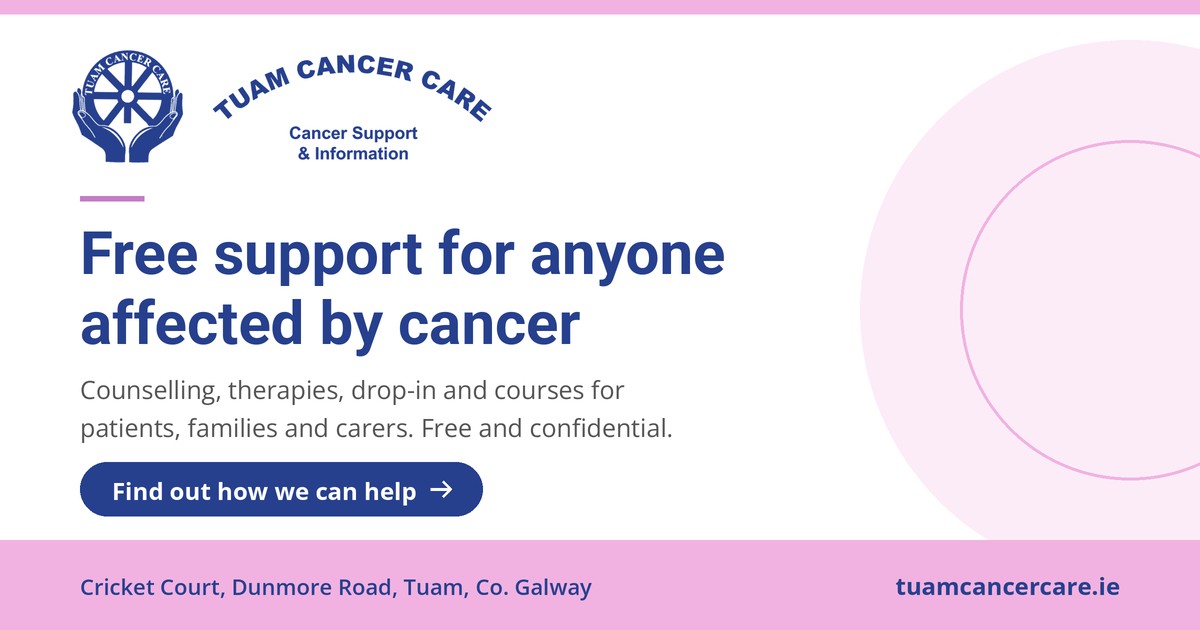 TUAM CANCER CARE
TUAM CANCER CARE
Cancer Support
& Information
Free support for anyone
affected by cancer
Counselling, therapies, drop-in and courses for
patients, families and carers. Free and confidential.
Find out how we can help →
Cricket Court, Dunmore Road, Tuam, Co. Galway
tuamcancercare.ie